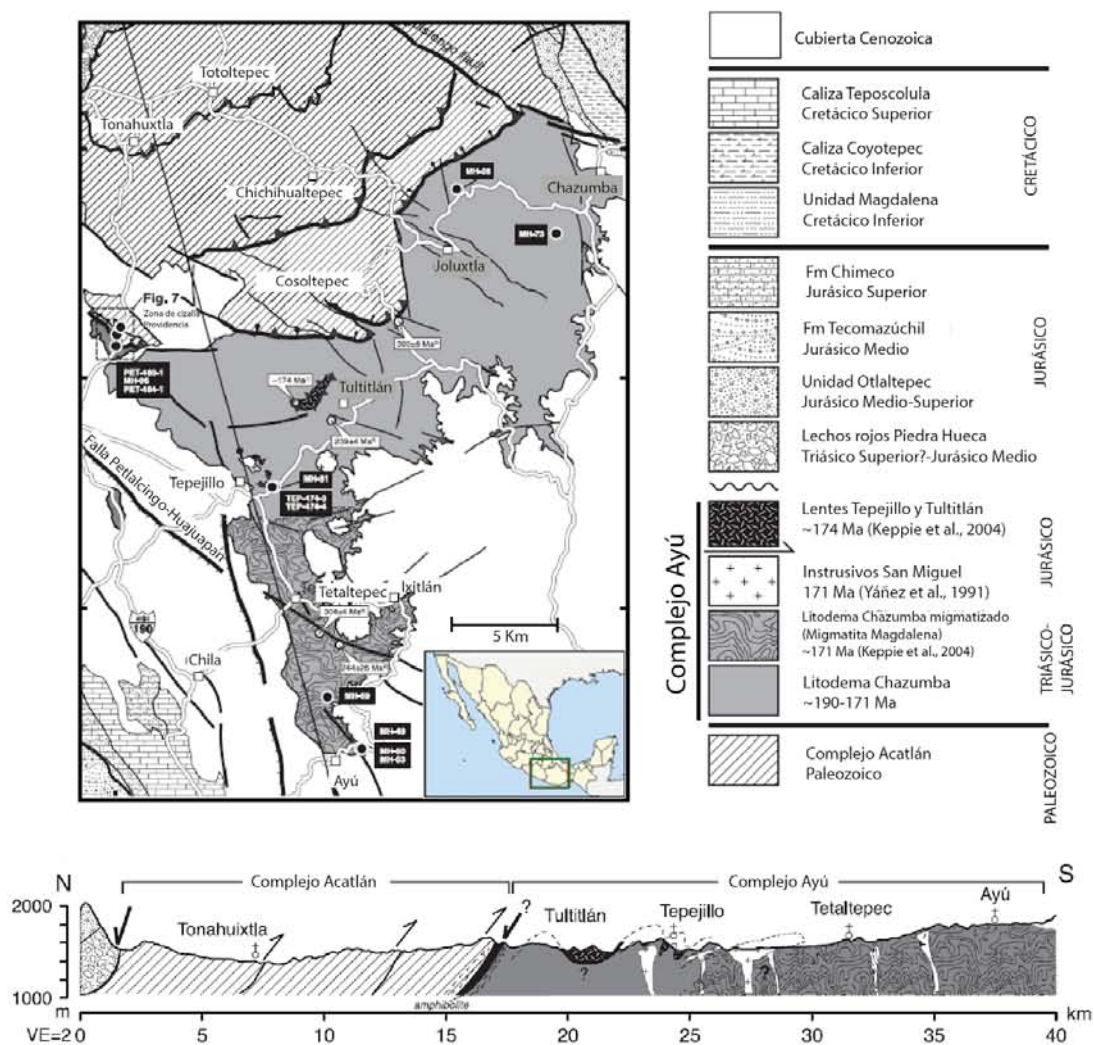 Totoltepec
Tonahuxtla
Chichihualtepec
MH-88
Chazumba
MH-73
Joluxtla
Cosoltepec
Fig. 7
Zona de cizalla
Providencia
PET-480-1
MH-96
PET-484-1
~174 Ma
Tultitlán
239±4 Ma
Falla Petlalcingo-Huajuapan
Tepejillo
MH-81
TEP-474-3
TEP-474-4
Tetaltepec
Ixitlán
5 Km
190
Chila
Ayú
Cubierta Cenozoica
Caliza Teposcolula
Cretácico Superior
Caliza Coyotepec
Cretácico Inferior
Unidad Magdalena
Cretácico Inferior
CRETÁCICO
Fm Chimeco
Jurásico Superior
Fm Tecomazúchil
Jurásico Medio
Unidad Otlaltepec
Jurásico Medio-Superior
Lechos rojos Piedra Hueca
Triásico Superior?-Jurásico Medio
JURÁSICO
Complejo Ayú
Lentes Tepejillo y Tultitlán
~174 Ma (Keppie et al., 2004)
Instrusivos San Miguel
171 Ma (Yáñez et al., 1991)
JURÁSICO
Litodema Chazumba migmatizado
(Migmatita Magdalena)
~171 Ma (Keppie et al., 2004)
Litodema Chazumba
~190-171 Ma
TRIÁSICO-
JURÁSICO
Complejo Acatlán
Paleozoico
PALEOZOICO
N
Complejo Acatlán
Complejo Ayú
S
2000
1000
m
Tonahuixtla
?
Tultitlán
Tepejillo
Tetaltepec
Ayú
?
?
amphibolite
km
VE=2 0 5 10 15 20 25 30 35 40